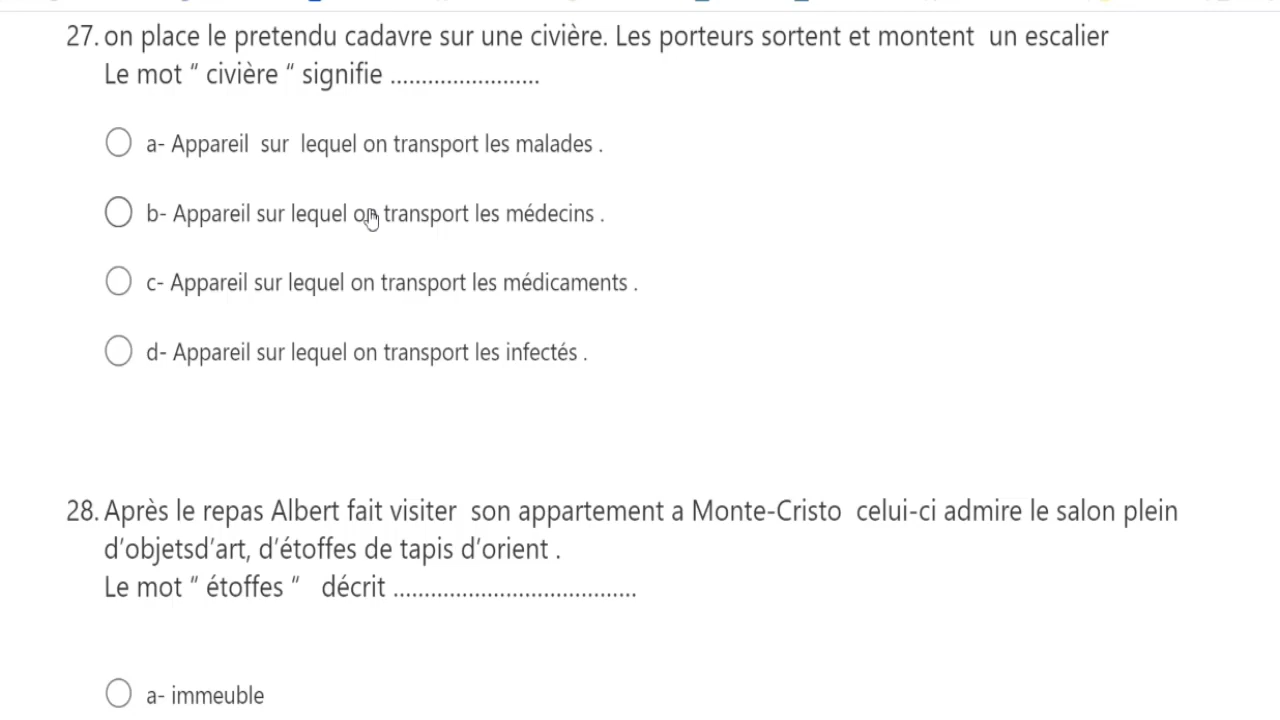 27. on place le pretendu cadavre sur une civière. Les porteurs sortent et montent un escalier
Le mot “ civière “ signifie ........................
a- Appareil sur lequel on transport les malades .
b- Appareil sur lequel on transport les médecins .
c- Appareil sur lequel on transport les médicaments .
d- Appareil sur lequel on transport les infectés .
28. Après le repas Albert fait visiter son appartement a Monte-Cristo celui-ci admire le salon plein
d’objetsd’art, d’étoffes de tapis d’orient .
Le mot “ étoffes “ décrit .......................................
a- immeuble